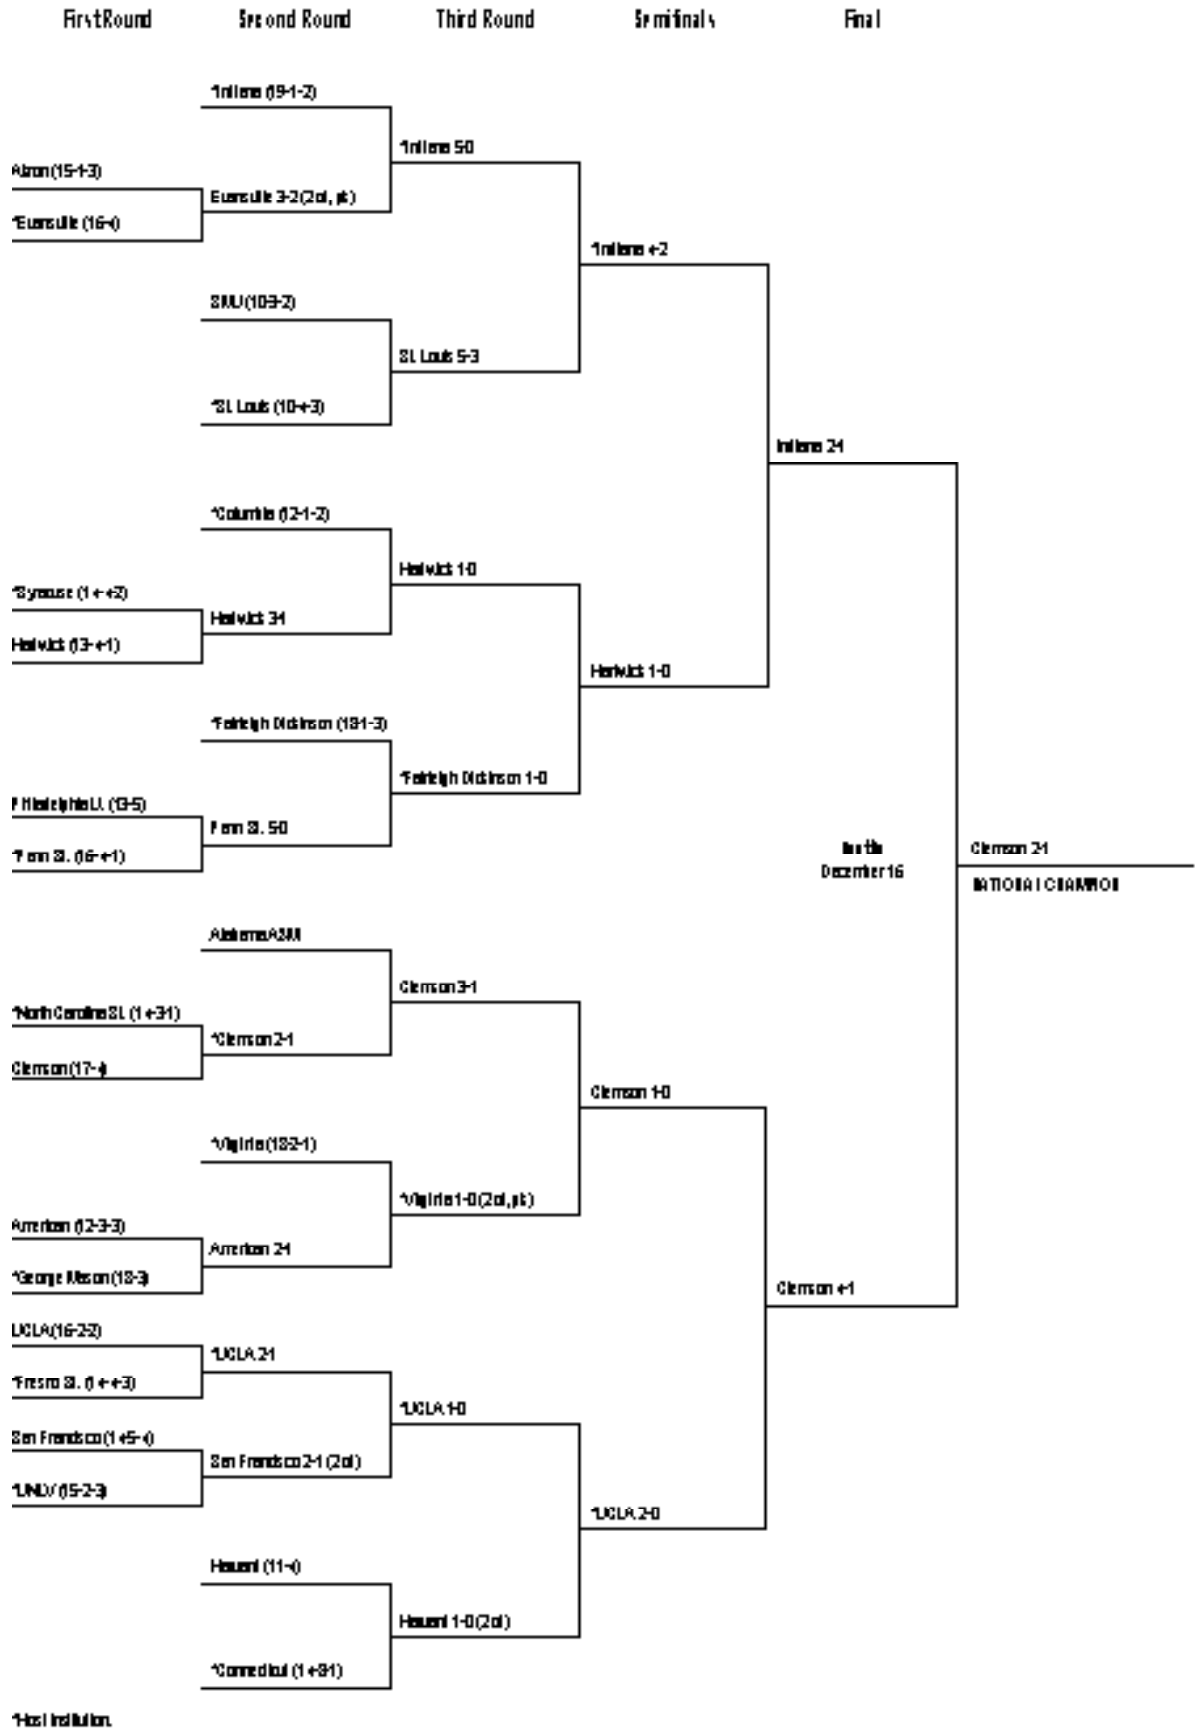 First Round Second Round Third Round Semifinals Final
*Indiana (19-1-2)
*Indiana 5-0
Akron (15-1-3)
Evansville 3-2 (2ot, pk)
*Evansville (16-4)
*Indiana 4-2
SMU (10-3-2)
St. Louis 5-3
*St. Louis (10-4-3)
Indiana 2-1
*Columbia (12-1-2)
Hartwick 1-0
*Syracuse (14-4-2)
Hartwick 3-1
Hartwick (13-4-1)
Hartwick 1-0
*Fairleigh Dickinson (18-1-3)
*Fairleigh Dickinson 1-0
Philadelphia U. (13-5)
Penn St. 5-0
*Penn St. (16-4-1)
Seattle
December 16
Clemson 2-1
NATIONAL CHAMPION
Alabama A&M
Clemson 3-1
*North Carolina St. (14-3-1)
*Clemson 2-1
Clemson (17-4)
Clemson 1-0
*Virginia (18-2-1)
*Virginia 1-0 (2ot, pk)
American (12-3-3)
American 2-1
*George Mason (18-3)
Clemson 4-1
UCLA (16-2-2)
*UCLA 2-1
*Fresno St. (14-4-3)
*UCLA 1-0
San Francisco (14-5-4)
San Francisco 2-1 (2ot)
*UNLV (15-2-3)
*UCLA 2-0
Harvard (11-4)
Harvard 1-0 (2ot)
*Connecticut
*Host institution.